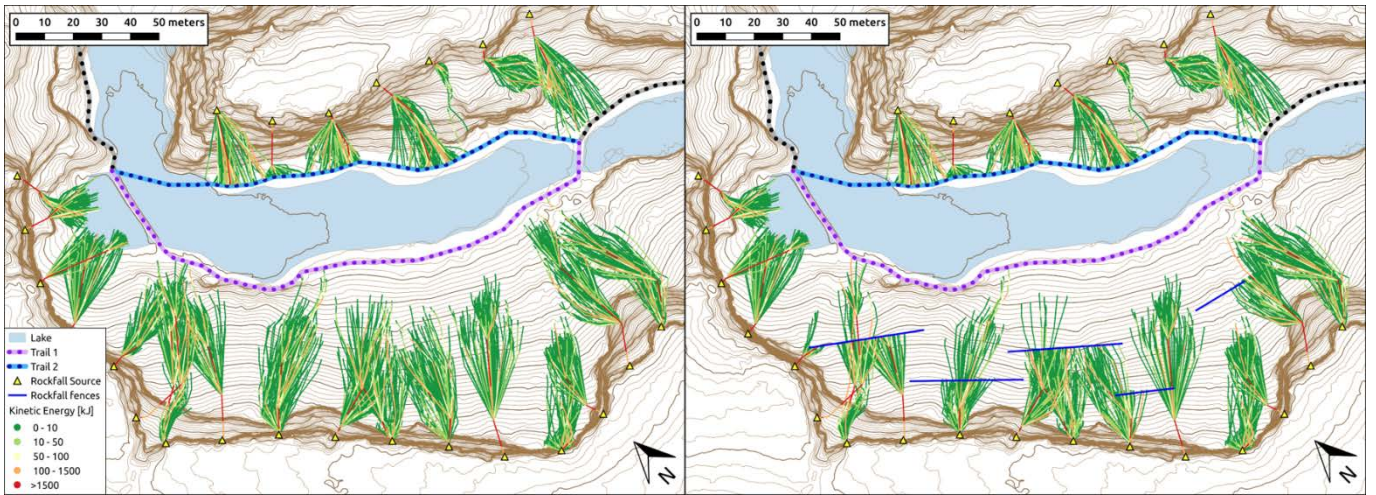 0 10 20 30 40 50 meters
0 10 20 30 40 50 meters
Lake
Trail 1
Trail 2
Rockfall Source
Rockfall fences
Kinetic Energy [kJ]
0 - 10
10 - 50
50 - 100
100 - 1500
>1500
N
N